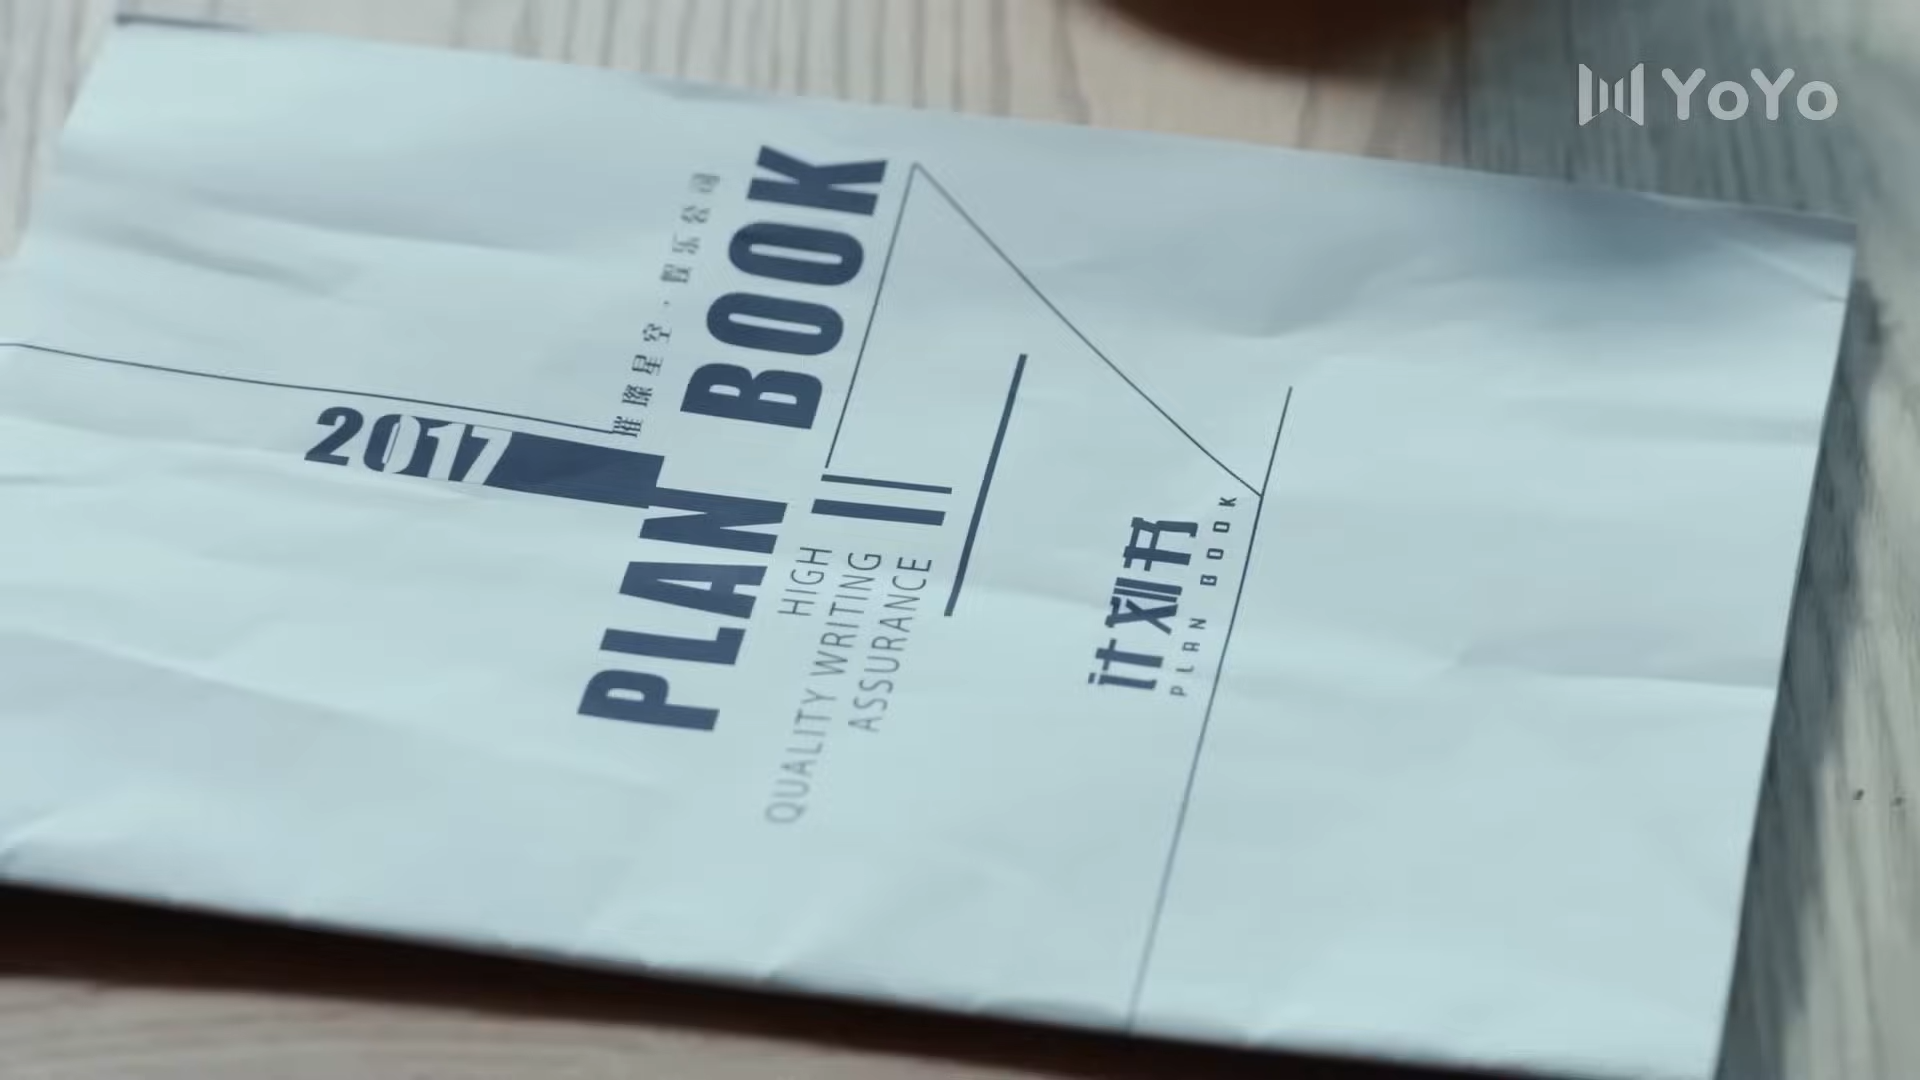 YoYo
2017
璀璨星空·娱乐公司
PLAN BOOK
HIGH
QUALITY WRITING
ASSURANCE
计划书
PLAN BOOK